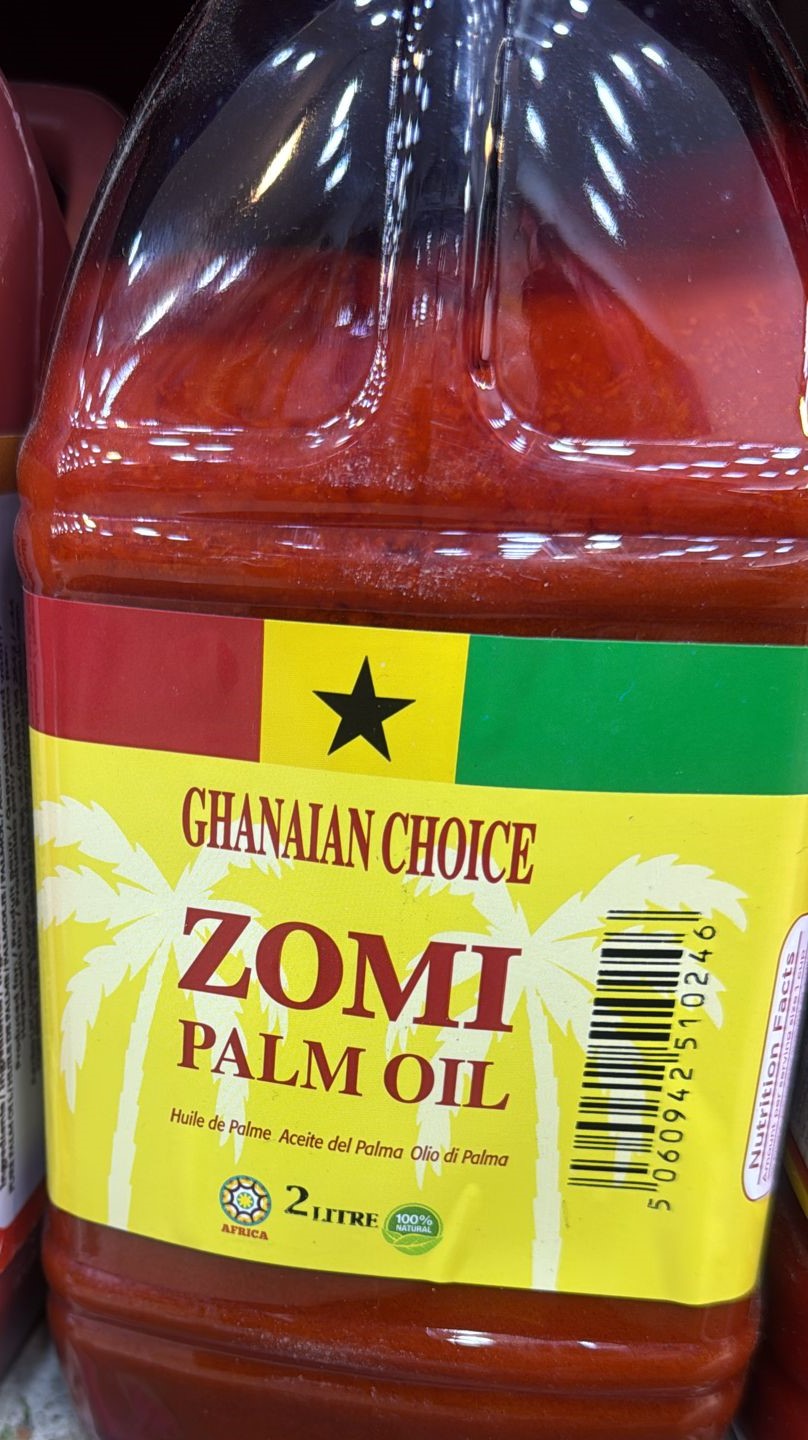 GHANAIAN CHOICE
ZOMI
PALM OIL
Huile de Palme Aceite del Palma Olio di Palma
AFRICA
2 LITRE
100%
NATURAL
5 060942 510246
Nutrition Facts